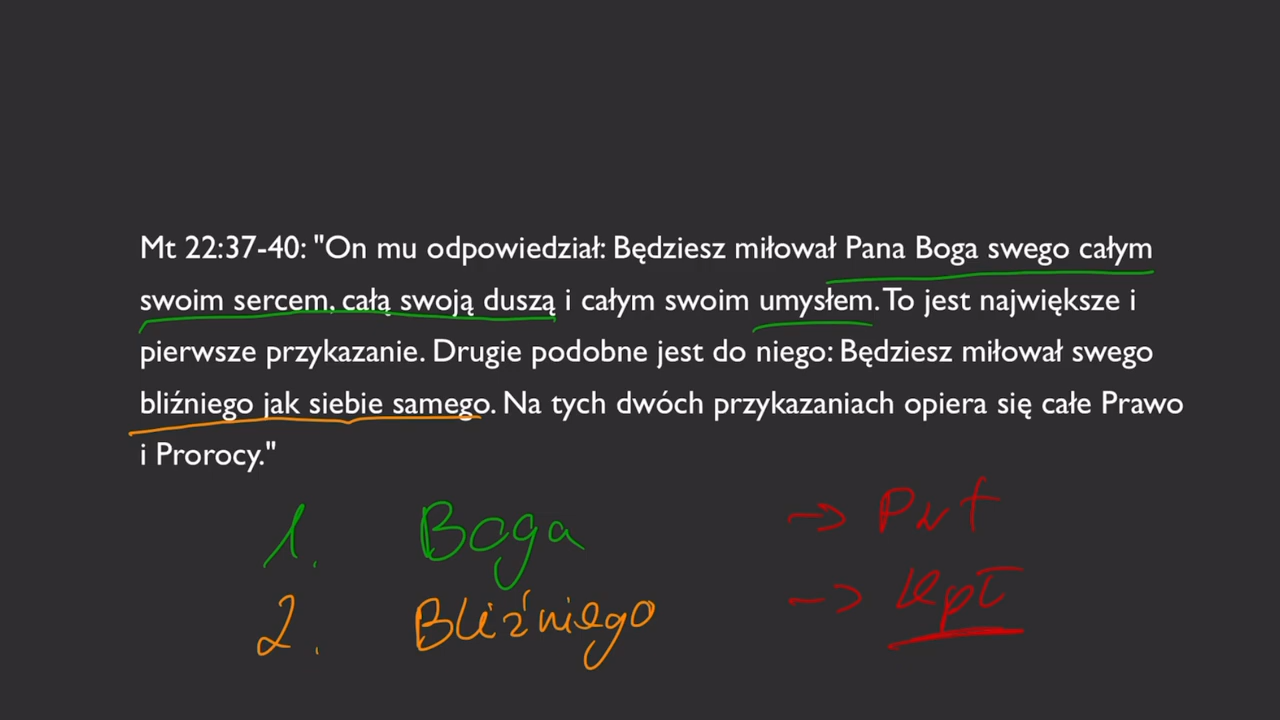 Mt 22:37-40: "On mu odpowiedział: Będziesz miłował Pana Boga swego całym
swoim sercem, całą swoją duszą i całym swoim umysłem. To jest największe i
pierwsze przykazanie. Drugie podobne jest do niego: Będziesz miłował swego
bliźniego jak siebie samego. Na tych dwóch przykazaniach opiera się całe Prawo
i Prorocy."
1. Boga
2. Bliźniego
→ Pwt
→ Kpł